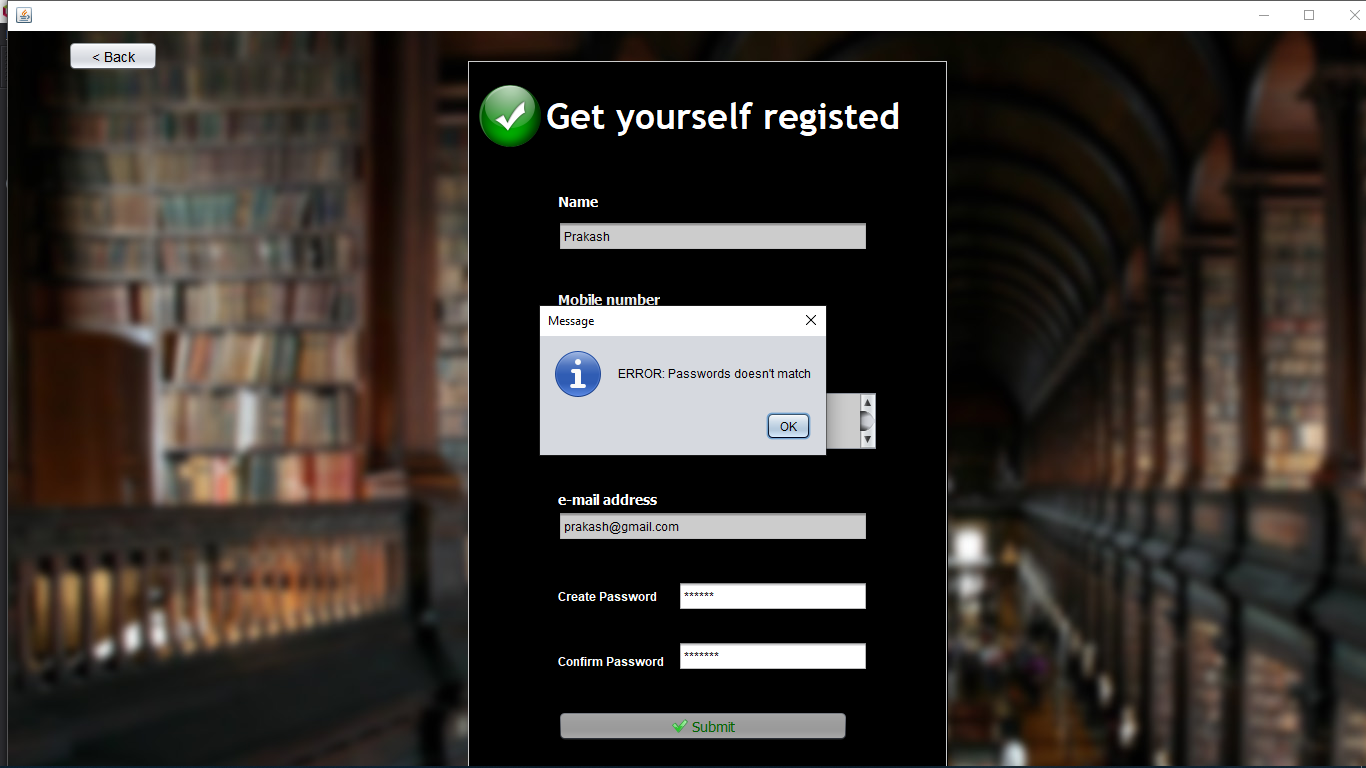 < Back
Get yourself registed
Name
Prakash
Mobile number
Message
ERROR: Passwords doesn't match
OK
e-mail address
prakash@gmail.com
Create Password
******
Confirm Password
*******
Submit